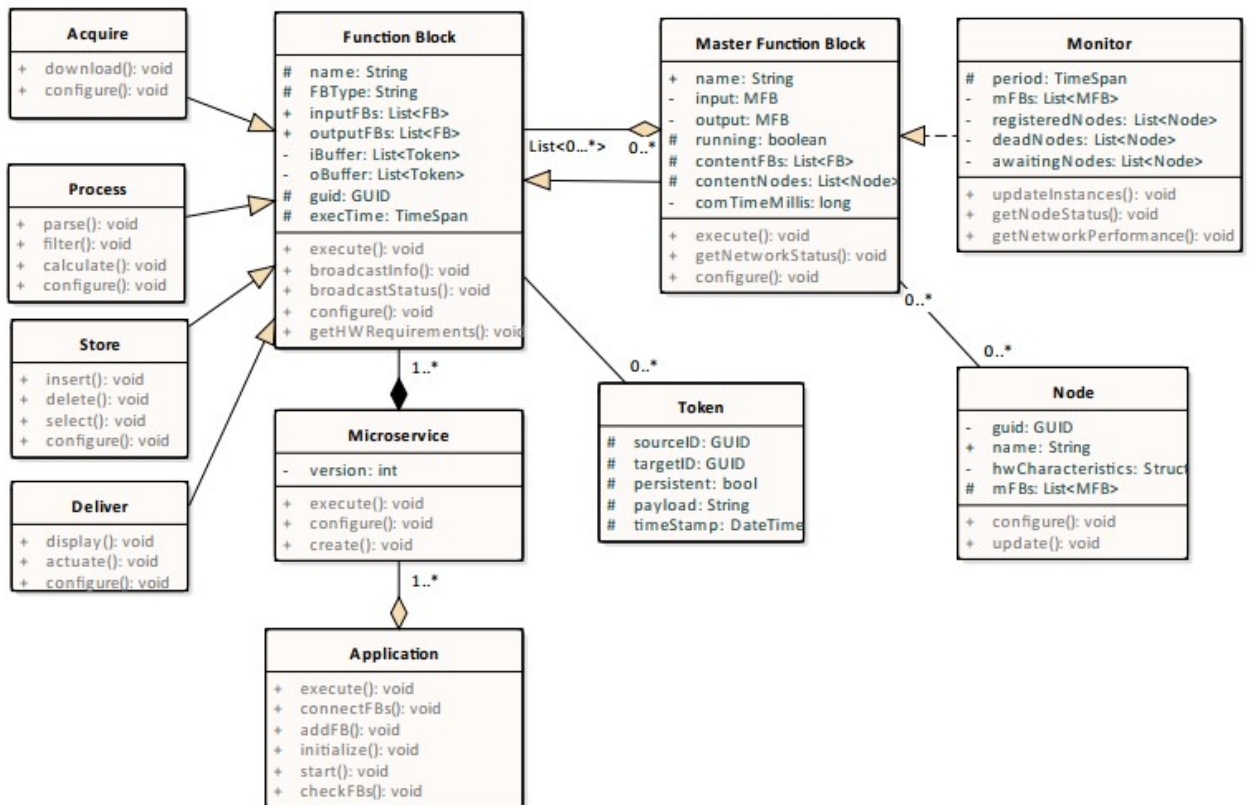 Acquire
+ download(): void
+ configure(): void
Process
+ parse(): void
+ filter(): void
+ calculate(): void
+ configure(): void
Store
+ insert(): void
+ delete(): void
+ select(): void
+ configure(): void
Deliver
+ display(): void
+ actuate(): void
+ configure(): void
Function Block
# name: String
# FBType: String
+ inputFBs: List<FB>
+ outputFBs: List<FB>
- iBuffer: List<Token>
- oBuffer: List<Token>
# guid: GUID
# execTime: TimeSpan
+ execute(): void
+ broadcastInfo(): void
+ broadcastStatus(): void
+ configure(): void
+ getHWRequirements(): void
List<0...*>
0..*
Master Function Block
+ name: String
- input: MFB
- output: MFB
# running: boolean
# contentFBs: List<FB>
# contentNodes: List<Node>
- comTimeMillis: long
+ execute(): void
+ getNetworkStatus(): void
+ configure(): void
Monitor
# period: TimeSpan
- mFBs: List<MFB>
- registeredNodes: List<Node>
- deadNodes: List<Node>
- awaitingNodes: List<Node>
+ updateInstances(): void
+ getNodeStatus(): void
+ getNetworkPerformance(): void
0..*
0..*
1..*
0..*
Microservice
- version: int
+ execute(): void
+ configure(): void
+ create(): void
1..*
Token
# sourceID: GUID
# targetID: GUID
# persistent: bool
# payload: String
# timeStamp: DateTime
Node
- guid: GUID
+ name: String
- hwCharacteristics: Struct
# mFBs: List<MFB>
+ configure(): void
+ update(): void
Application
+ execute(): void
+ connectFBs(): void
+ addFB(): void
+ initialize(): void
+ start(): void
+ checkFBs(): void